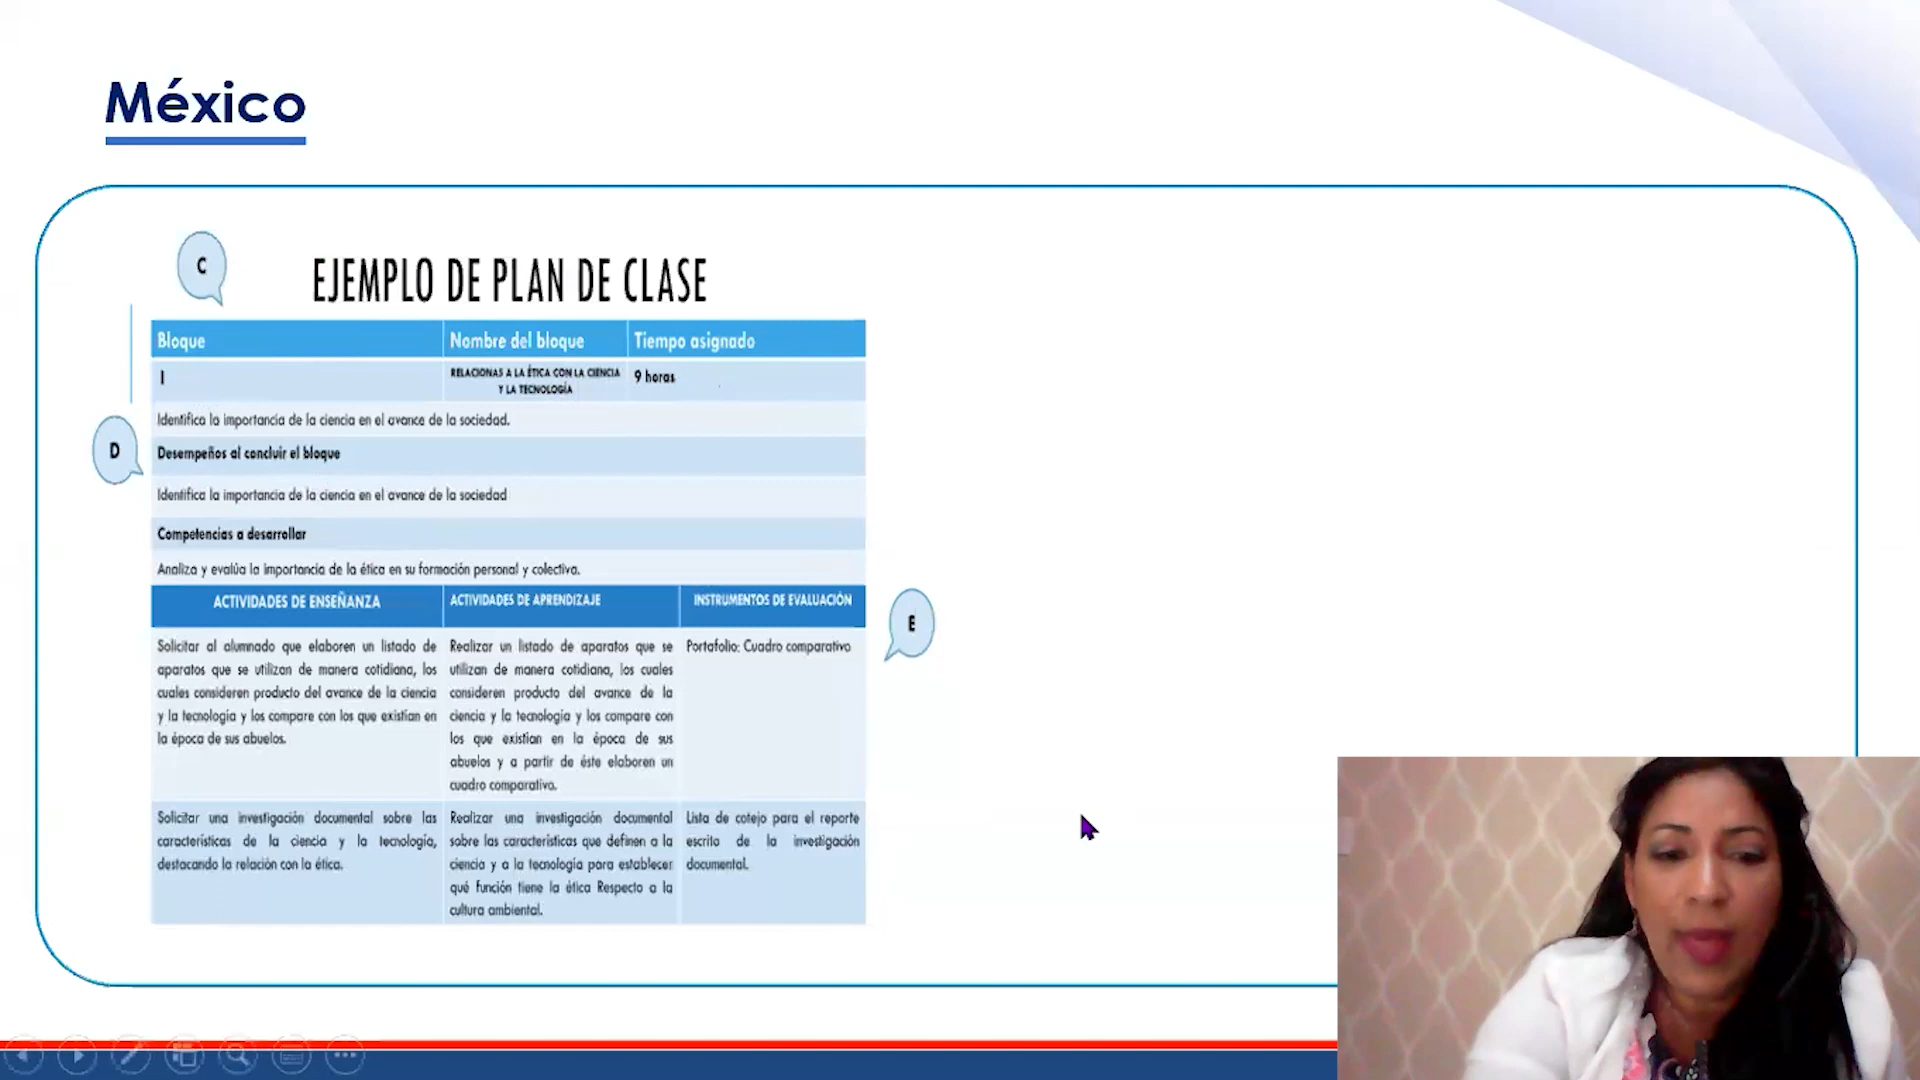 México
C
EJEMPLO DE PLAN DE CLASE
Bloque
Nombre del bloque
Tiempo asignado
I
RELACIONAS A LA ÉTICA CON LA CIENCIA
Y LA TECNOLOGÍA
9 horas
Identifica la importancia de la ciencia en el avance de la sociedad.
D
Desempeños al concluir el bloque
Identifica la importancia de la ciencia en el avance de la sociedad
Competencias a desarrollar
Analiza y evalúa la importancia de la ética en su formación personal y colectiva.
ACTIVIDADES DE ENSEÑANZA
ACTIVIDADES DE APRENDIZAJE
INSTRUMENTOS DE EVALUACIÓN
E
Solicitar al alumnado que elaboren un listado de
aparatos que se utilizan de manera cotidiana, los
cuales consideren producto del avance de la ciencia
y la tecnología y los compare con los que existían en
la época de sus abuelos.
Realizar un listado de aparatos que se
utilizan de manera cotidiana, los cuales
consideren producto del avance de la
ciencia y la tecnología y los compare con
los que existían en la época de sus
abuelos y a partir de éste elaboren un
cuadro comparativo.
Portafolio: Cuadro comparativo
Solicitar una investigación documental sobre las
características de la ciencia y la tecnología,
destacando la relación con la ética.
Realizar una investigación documental
sobre las características que definen a la
ciencia y a la tecnología para establecer
qué función tiene la ética Respecto a la
cultura ambiental.
Lista de cotejo para el reporte
escrito de la investigación
documental.